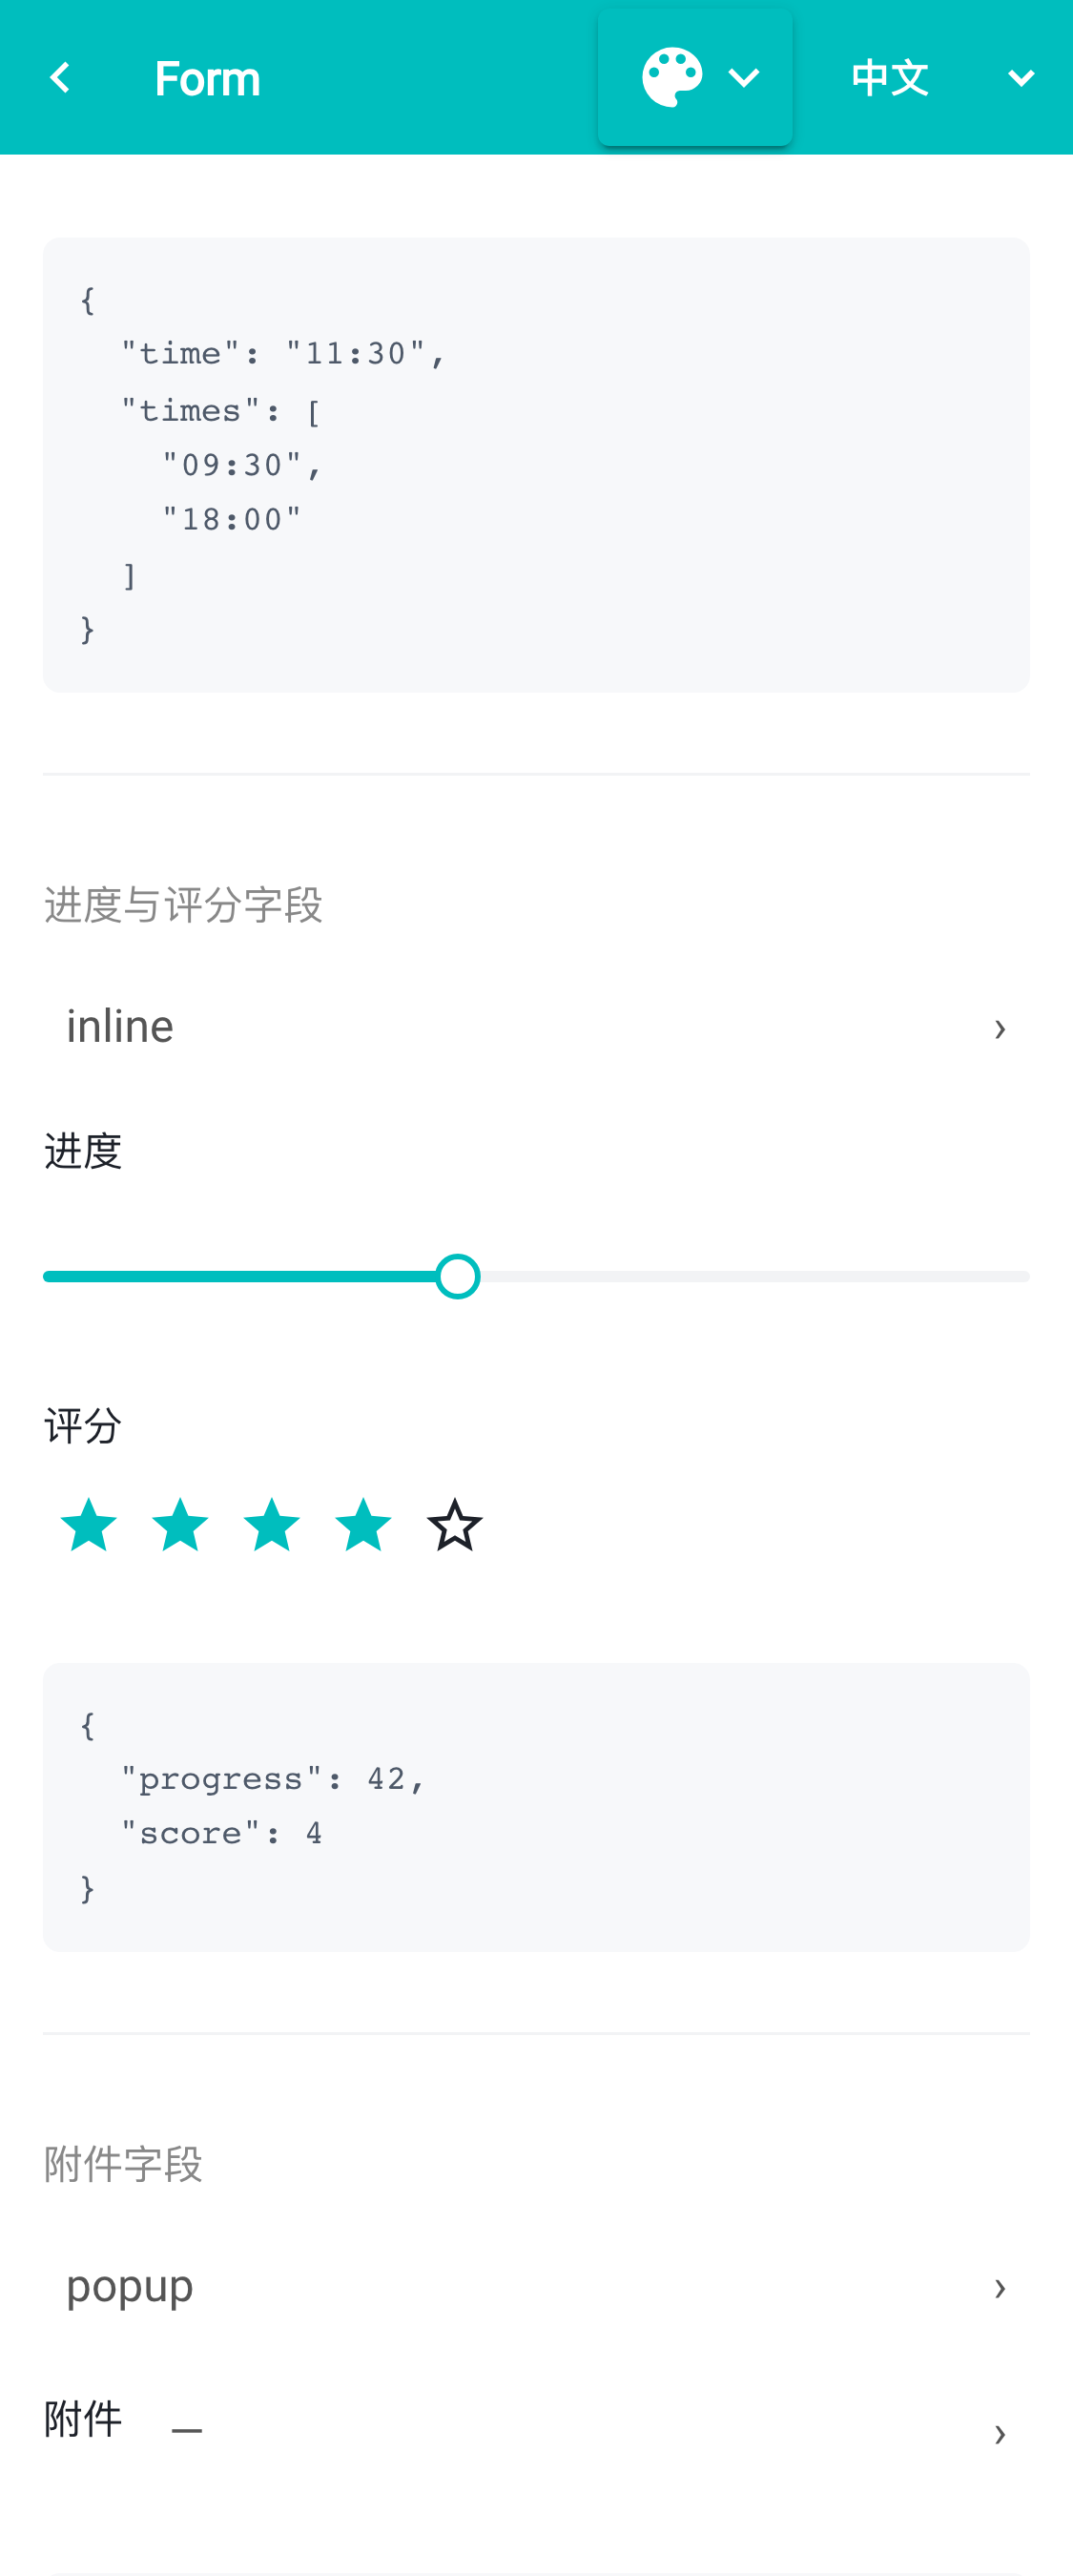 Form
中文
{
  "time": "11:30",
  "times": [
    "09:30",
    "18:00"
  ]
}
进度与评分字段
inline
进度
评分
{
  "progress": 42,
  "score": 4
}
附件字段
popup
附件 —